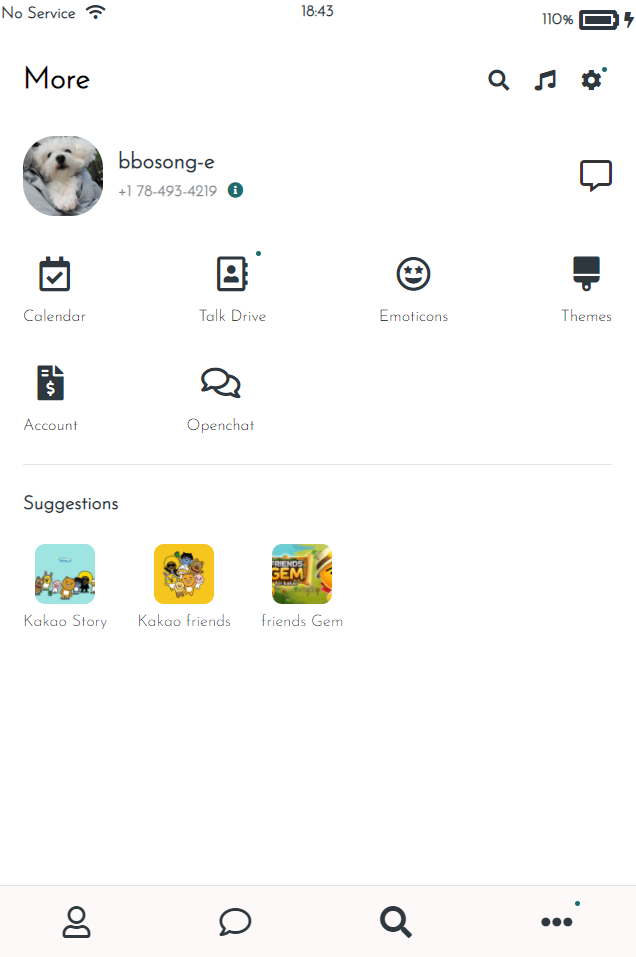 No Service 18:43 110%
More
bbosong-e
+1 78-493-4219
Calendar Talk Drive Emoticons Themes
Account Openchat
Suggestions
FRIENDS
GEM
Kakao Story Kakao friends friends Gem